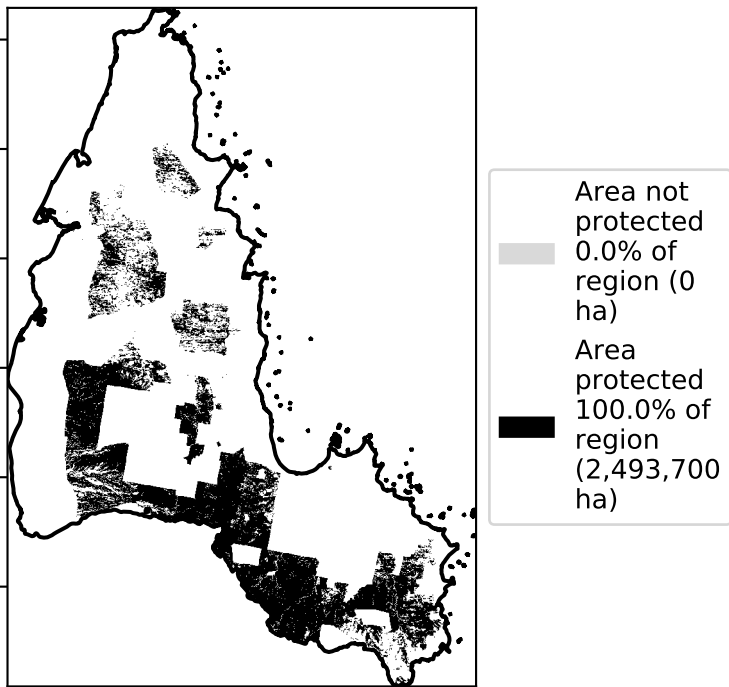 Area not
protected
0.0% of
region (0
ha)
Area
protected
100.0% of
region
(2,493,700
ha)